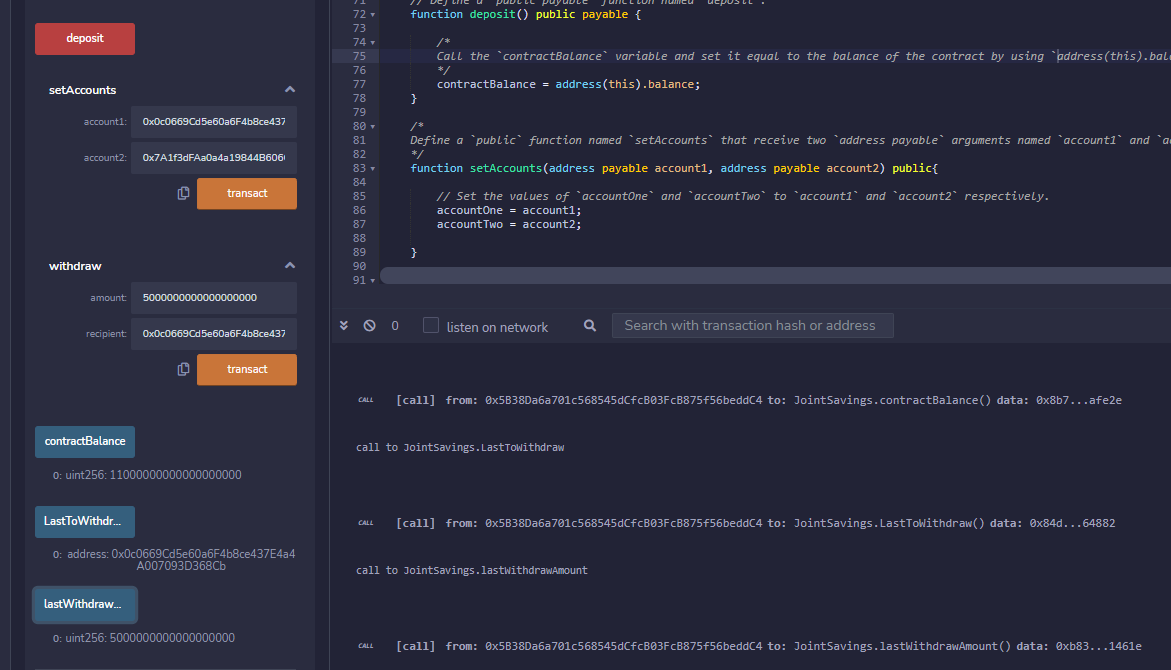 deposit
setAccounts
account1: 0x0c0669Cd5e60a6F4b8ce437
account2: 0x7A1f3dFAa0a4a19844B606
transact
withdraw
amount: 5000000000000000000
recipient: 0x0c0669Cd5e60a6F4b8ce437
transact
contractBalance
0: uint256: 11000000000000000000
LastToWithdr...
0: address: 0x0c0669Cd5e60a6F4b8ce437E4a4
A007093D368Cb
lastWithdraw...
0: uint256: 5000000000000000000
71 // Define a `public payable` function named `deposit`.
72 function deposit() public payable {
73
74 /*
75 Call the `contractBalance` variable and set it equal to the balance of the contract by using `address(this).bala
76 */
77 contractBalance = address(this).balance;
78 }
79
80 /*
81 Define a `public` function named `setAccounts` that receive two `address payable` arguments named `account1` and `a
82 */
83 function setAccounts(address payable account1, address payable account2) public{
84
85 // Set the values of `accountOne` and `accountTwo` to `account1` and `account2` respectively.
86 accountOne = account1;
87 accountTwo = account2;
88
89 }
90
91
0 listen on network Search with transaction hash or address
CALL [call] from: 0x5B38Da6a701c568545dCfcB03FcB875f56beddC4 to: JointSavings.contractBalance() data: 0x8b7...afe2e
call to JointSavings.LastToWithdraw
CALL [call] from: 0x5B38Da6a701c568545dCfcB03FcB875f56beddC4 to: JointSavings.LastToWithdraw() data: 0x84d...64882
call to JointSavings.lastWithdrawAmount
CALL [call] from: 0x5B38Da6a701c568545dCfcB03FcB875f56beddC4 to: JointSavings.lastWithdrawAmount() data: 0xb83...1461e